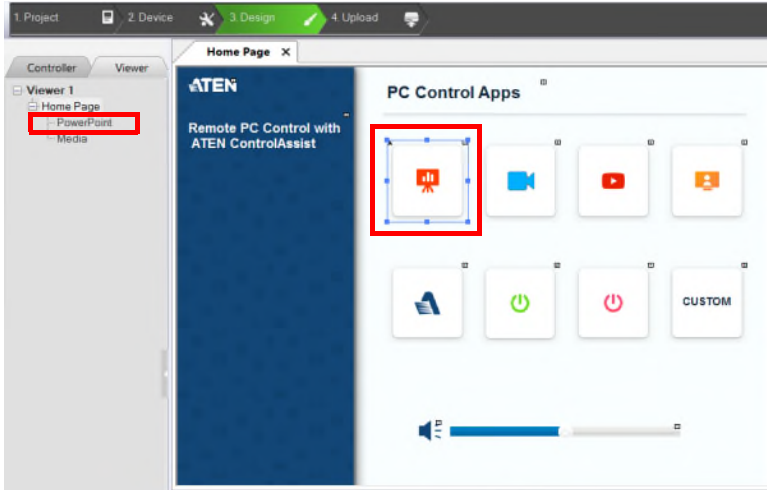 1. Project 2. Device 3. Design 4. Upload
Home Page X
Controller Viewer
Viewer 1
Home Page
PowerPoint
Media
ATEN
Remote PC Control with
ATEN ControlAssist
PC Control Apps
CUSTOM